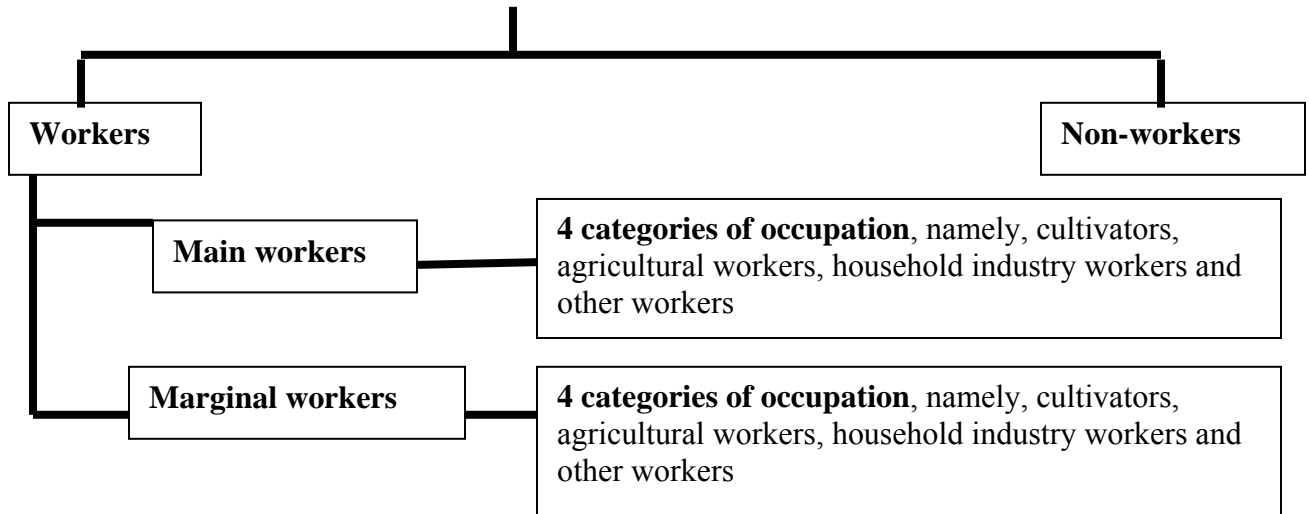 Workers
Non-workers
Main workers
4 categories of occupation, namely, cultivators,
agricultural workers, household industry workers and
other workers
Marginal workers
4 categories of occupation, namely, cultivators,
agricultural workers, household industry workers and
other workers